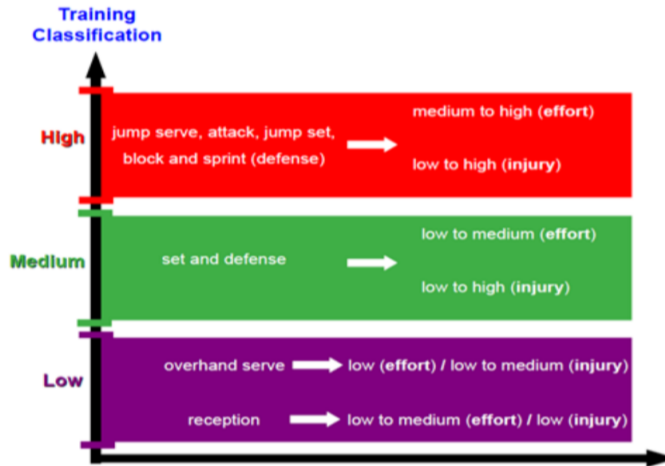 Training
Classification
High
jump serve, attack, jump set,
block and sprint (defense)
medium to high (effort)
low to high (injury)
Medium
set and defense
low to medium (effort)
low to high (injury)
Low
overhand serve
low (effort) / low to medium (injury)
reception
low to medium (effort) / low (injury)